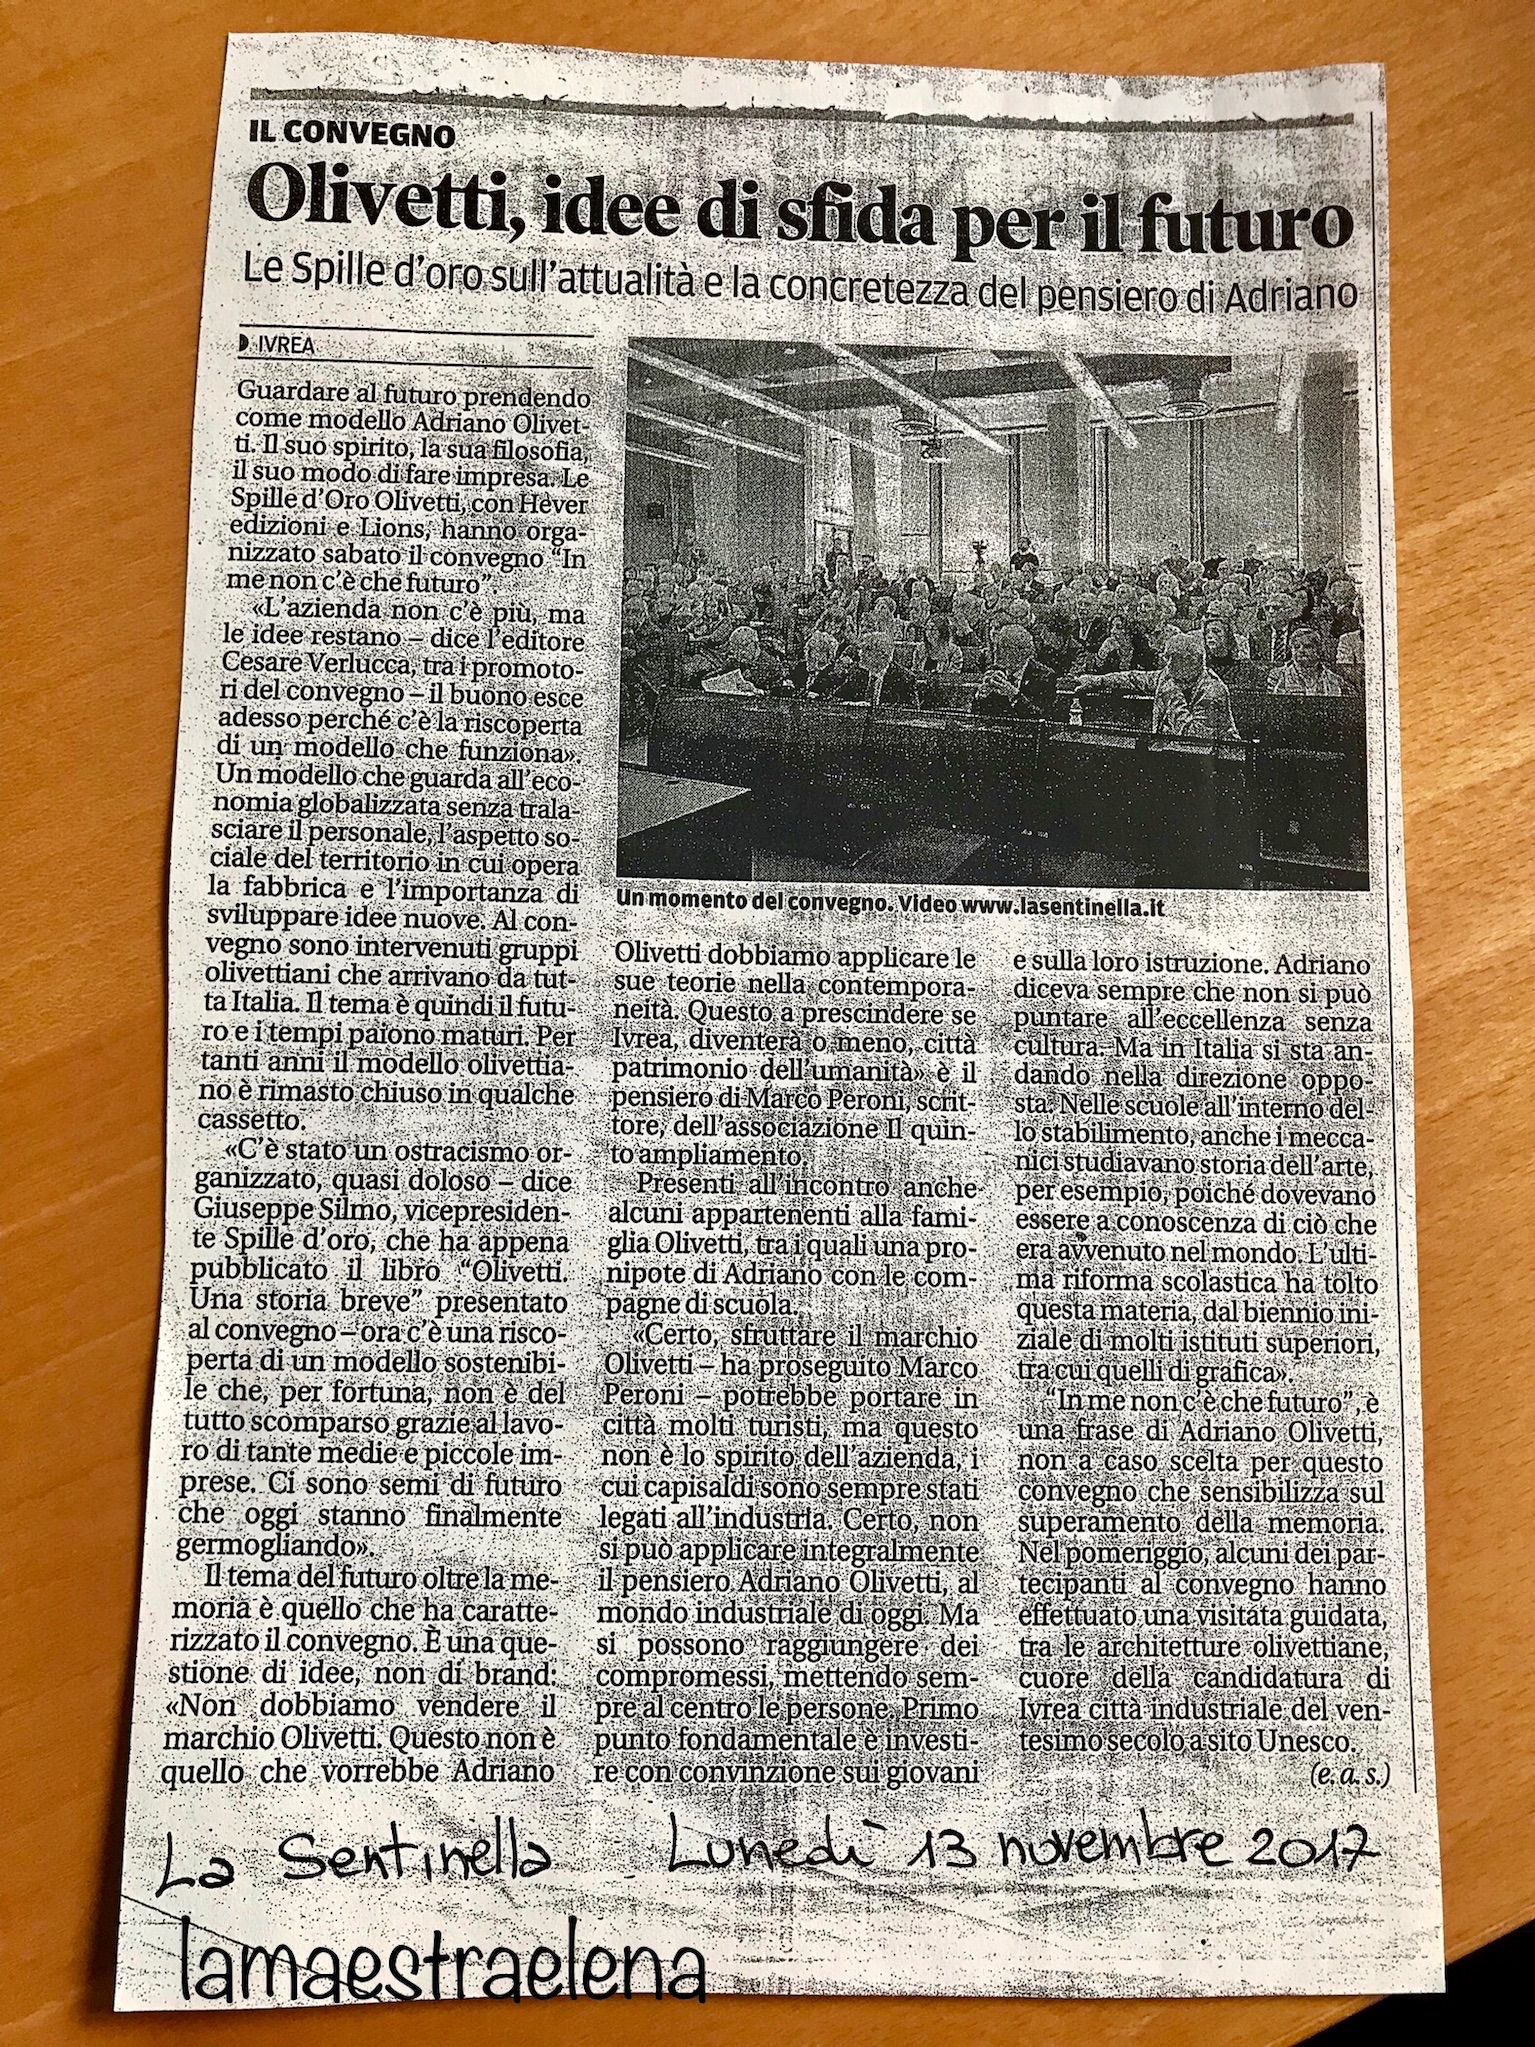 IL CONVEGNO
Olivetti, idee di sfida per il futuro
Le Spille d'oro sull'attualità e la concretezza del pensiero di Adriano
IVREA
Guardare al futuro prendendo
come modello Adriano Olivet-
ti. Il suo spirito, la sua filosofia,
il suo modo di fare impresa. Le
Spille d'Oro Olivetti, con Hever
edizioni e Lions, hanno orga-
nizzato sabato il convegno “In
me non c'è che futuro”.
«L'azienda non c'è più, ma
le idee restano – dice l'editore
Cesare Verlucca, tra i promoto-
ri del convegno – il buono esce
adesso perché c'è la riscoperta
di un modello che funziona».
Un modello che guarda all'eco-
nomia globalizzata senza trala-
sciare il personale, l'aspetto so-
ciale del territorio in cui opera
la fabbrica e l'importanza di
sviluppare idee nuove. Al con-
vegno sono intervenuti gruppi
olivettiani che arrivano da tut-
ta Italia. Il tema è quindi il futu-
ro e i tempi paiono maturi. Per
tanti anni il modello olivettia-
no è rimasto chiuso in qualche
cassetto.
«C'è stato un ostracismo or-
ganizzato, quasi doloso – dice
Giuseppe Silmo, vicepresiden-
te Spille d'oro, che ha appena
pubblicato il libro “Olivetti.
Una storia breve” presentato
al convegno – ora c'è una risco-
perta di un modello sostenibi-
le che, per fortuna, non è del
tutto scomparso grazie al lavo-
ro di tante medie e piccole im-
prese. Ci sono semi di futuro
che oggi stanno finalmente
germogliando».
Il tema del futuro oltre la me-
moria è quello che ha caratte-
rizzato il convegno. È una que-
stione di idee, non di brand:
«Non dobbiamo vendere il
marchio Olivetti. Questo non è
quello che vorrebbe Adriano
Un momento del convegno. Video www.lasentinella.it
Olivetti dobbiamo applicare le
sue teorie nella contempora-
neità. Questo a prescindere se
Ivrea, diventerà o meno, città
patrimonio dell'umanità» è il
pensiero di Marco Peroni, scrit-
tore, dell'associazione Il quin-
to ampliamento.
Presenti all'incontro anche
alcuni appartenenti alla fami-
glia Olivetti, tra i quali una pro-
nipote di Adriano con le com-
pagne di scuola.
«Certo, sfruttare il marchio
Olivetti – ha proseguito Marco
Peroni – potrebbe portare in
città molti turisti, ma questo
non è lo spirito dell'azienda, i
cui capisaldi sono sempre stati
legati all'industria. Certo, non
si può applicare integralmente
il pensiero Adriano Olivetti, al
mondo industriale di oggi. Ma
si possono raggiungere dei
compromessi, mettendo sem-
pre al centro le persone. Primo
punto fondamentale è investi-
re con convinzione sui giovani
e sulla loro istruzione. Adriano
diceva sempre che non si può
puntare all'eccellenza senza
cultura. Ma in Italia si sta an-
dando nella direzione oppo-
sta. Nelle scuole all'interno del-
lo stabilimento, anche i mecca-
nici studiavano storia dell'arte,
per esempio, poiché dovevano
essere a conoscenza di ciò che
era avvenuto nel mondo. L'ulti-
ma riforma scolastica ha tolto
questa materia, dal biennio ini-
ziale di molti istituti superiori,
tra cui quelli di grafica».
“In me non c'è che futuro”, è
una frase di Adriano Olivetti,
non a caso scelta per questo
convegno che sensibilizza sul
superamento della memoria.
Nel pomeriggio, alcuni dei par-
tecipanti al convegno hanno
effettuato una visitata guidata,
tra le architetture olivettiane,
cuore della candidatura di
Ivrea città industriale del ven-
tesimo secolo a sito Unesco.
(e. a. s.)
La Sentinella Lunedì 13 novembre 2017
lamaestraelena